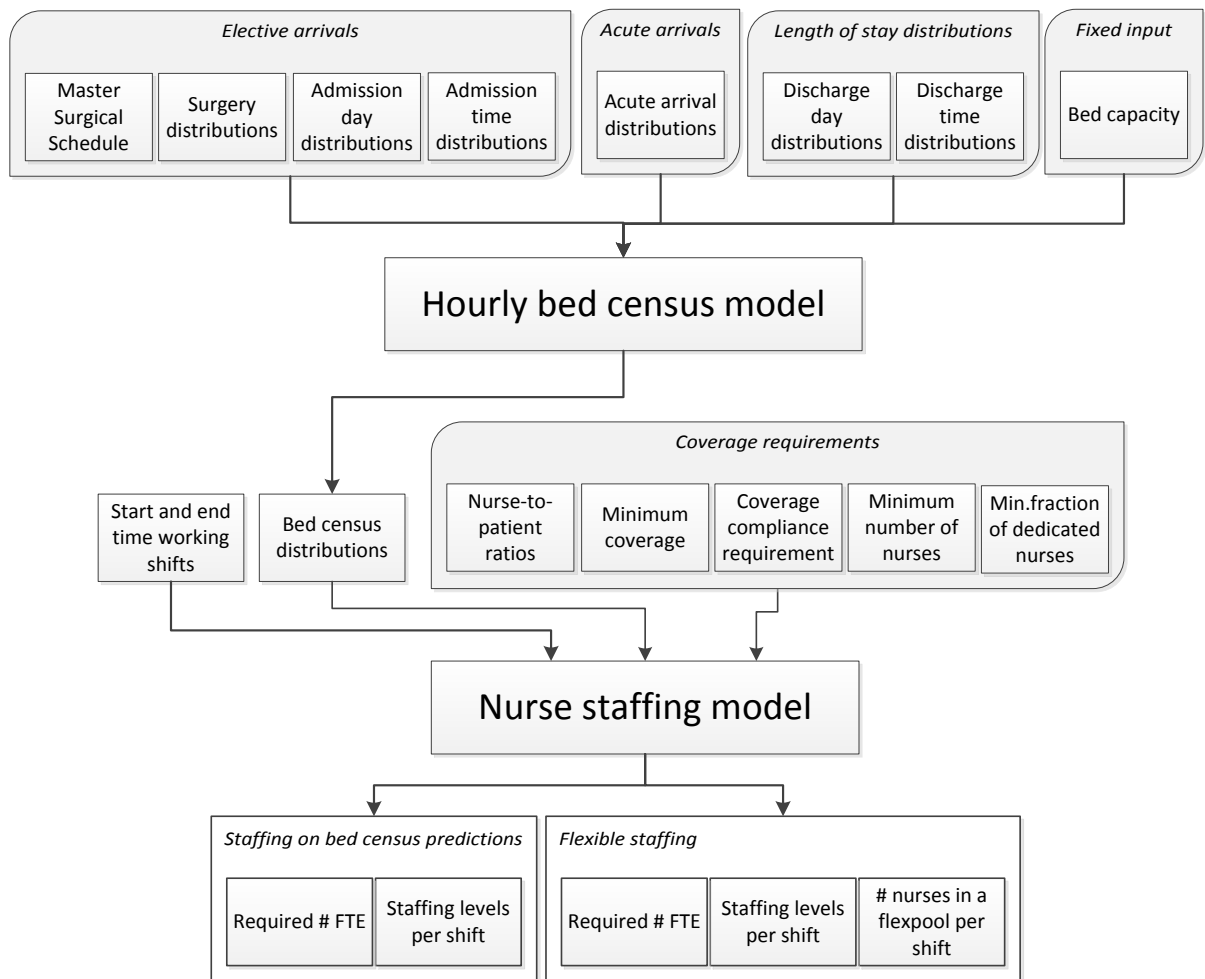 Elective arrivals
Master
Surgical
Schedule
Surgery
distributions
Admission
day
distributions
Admission
time
distributions
Acute arrivals
Acute arrival
distributions
Length of stay distributions
Discharge
day
distributions
Discharge
time
distributions
Fixed input
Bed capacity
Hourly bed census model
Start and end
time working
shifts
Bed census
distributions
Coverage requirements
Nurse-to-
patient
ratios
Minimum
coverage
Coverage
compliance
requirement
Minimum
number of
nurses
Min.fraction
of dedicated
nurses
Nurse staffing model
Staffing on bed census predictions
Required # FTE
Staffing levels
per shift
Flexible staffing
Required # FTE
Staffing levels
per shift
# nurses in a
flexpool per
shift